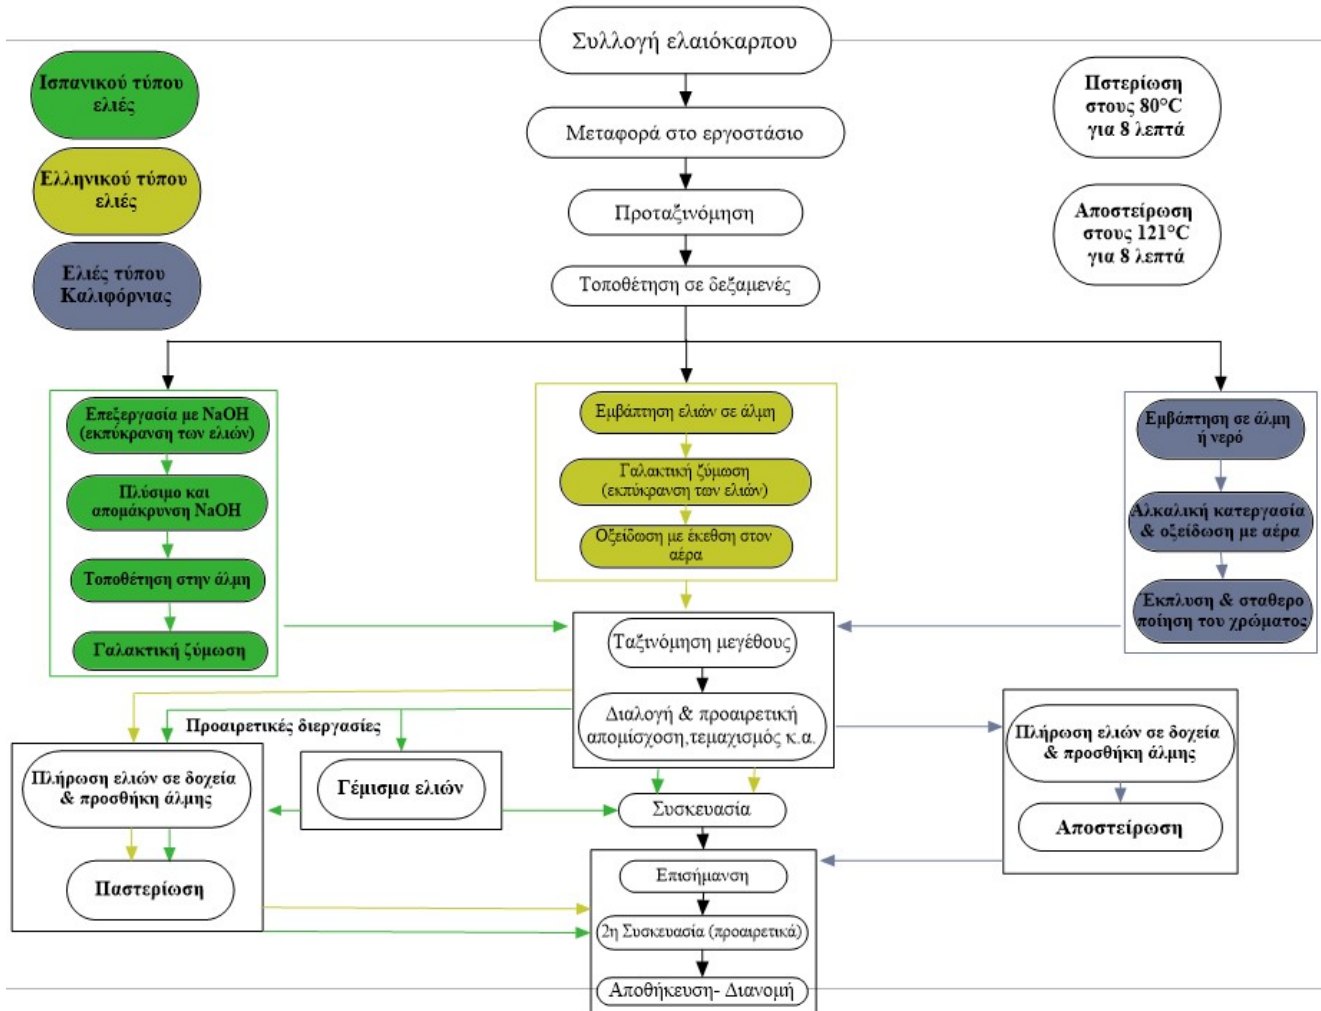 Συλλογή ελαιόκαρπου
Ισπανικού τύπου
ελιές
Ελληνικού τύπου
ελιές
Ελιές τύπου
Καλιφόρνιας
Πστερίωση
στους 80°C
για 8 λεπτά
Αποστείρωση
στους 121°C
για 8 λεπτά
Μεταφορά στο εργοστάσιο
Προταξινόμηση
Τοποθέτηση σε δεξαμενές
Επεξεργασία με NaOH
(εκπύκρανση των ελιών)
Πλύσιμο και
απομάκρυνση NaOH
Τοποθέτηση στην άλμη
Γαλακτική ζύμωση
Εμβάπτηση ελιών σε άλμη
Γαλακτική ζύμωση
(εκπύκρανση των ελιών)
Οξείδωση με έκεθση στον
αέρα
Εμβάπτηση σε άλμη
ή νερό
Αλκαλική κατεργασία
& οξείδωση με αέρα
Έκπλυση & σταθερο
ποίηση του χρώματος
Ταξινόμηση μεγέθους
Διαλογή & προαιρετική
απομίσχοση,τεμαχισμός κ.α.
Προαιρετικές διεργασίες
Πλήρωση ελιών σε δοχεία
& προσθήκη άλμης
Παστερίωση
Γέμισμα ελιών
Συσκευασία
Πλήρωση ελιών σε δοχεία
& προσθήκη άλμης
Αποστείρωση
Επισήμανση
2η Συσκευασία (προαιρετικά)
Αποθήκευση- Διανομή